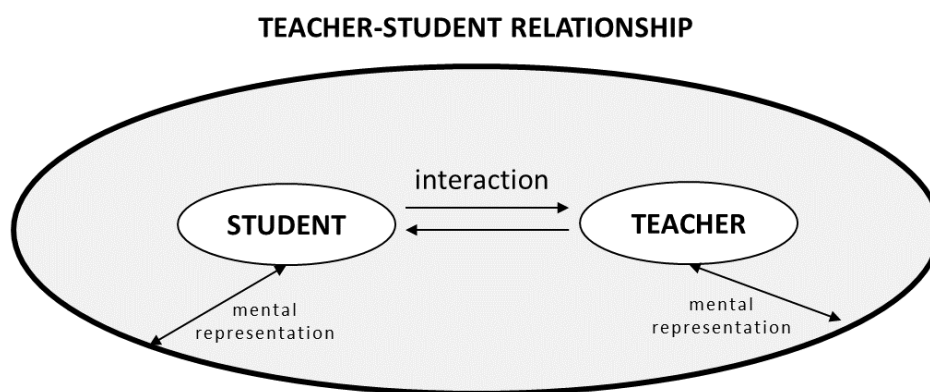 TEACHER-STUDENT RELATIONSHIP
interaction
STUDENT
TEACHER
mental
representation
mental
representation